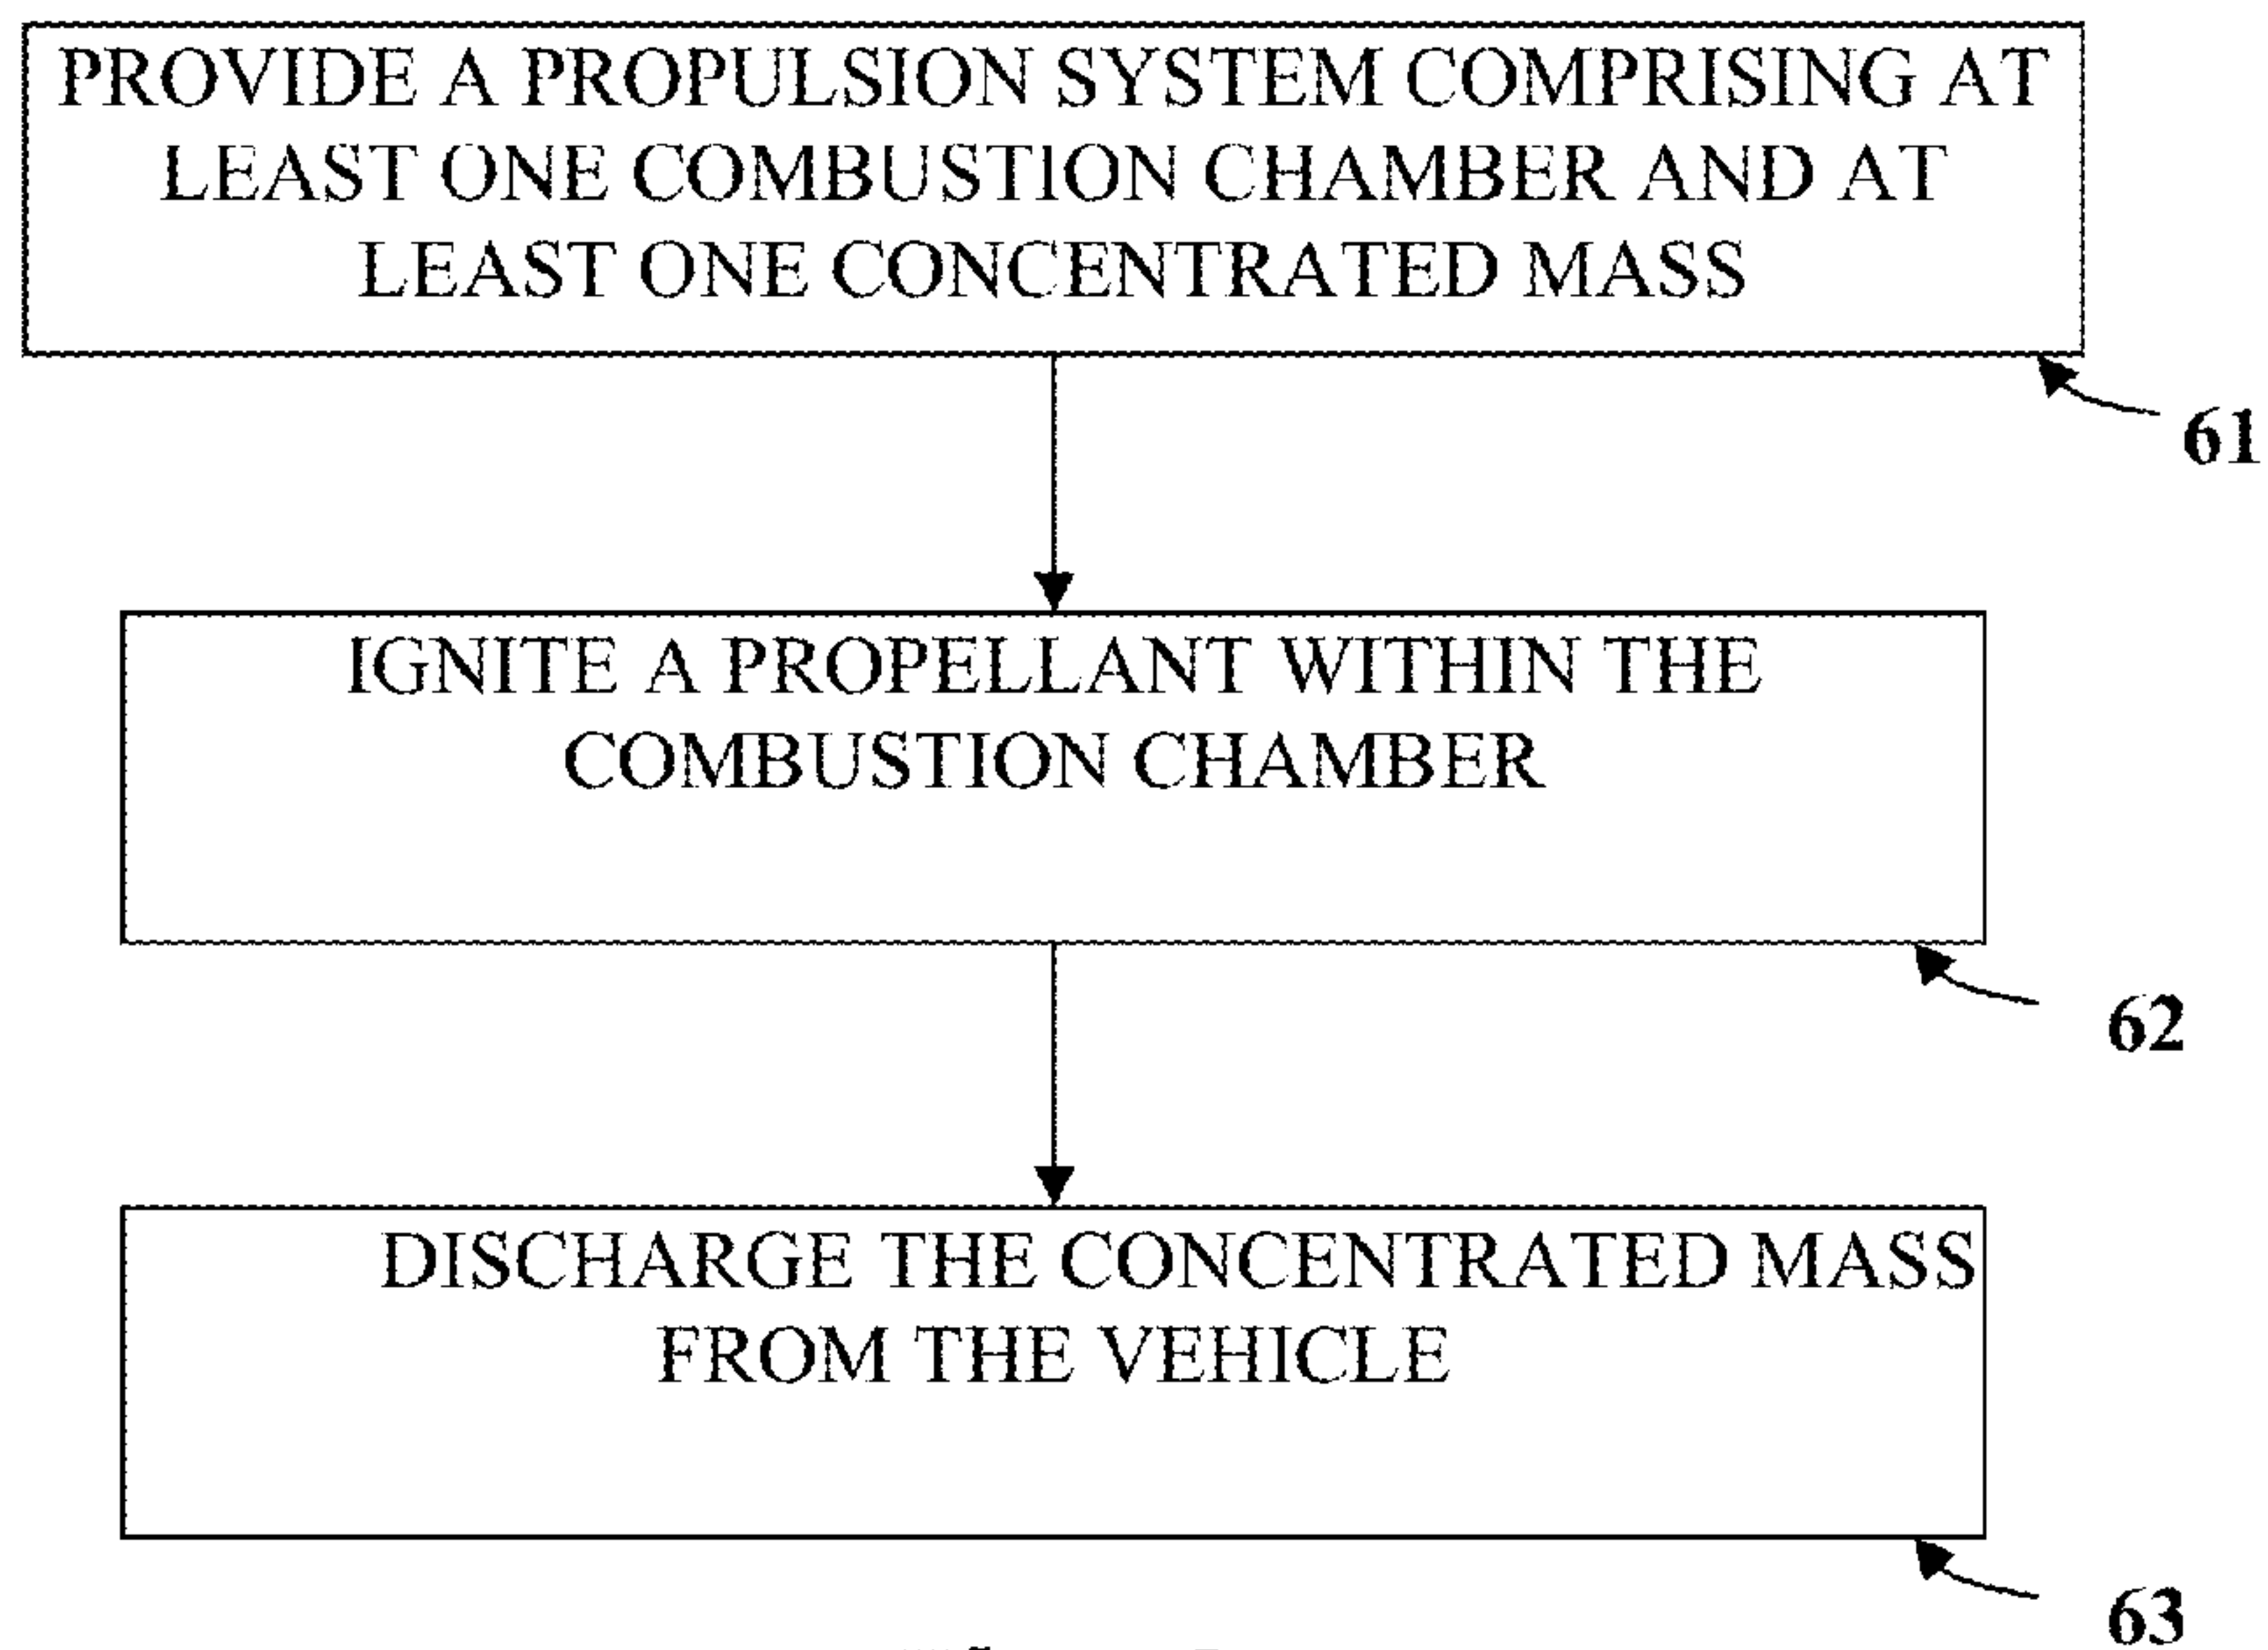 PROVIDE A PROPULSION SYSTEM COMPRISING AT
LEAST ONE COMBUSTION CHAMBER AND AT
LEAST ONE CONCENTRATED MASS
61
IGNITE A PROPELLANT WITHIN THE
COMBUSTION CHAMBER
62
DISCHARGE THE CONCENTRATED MASS
FROM THE VEHICLE
63